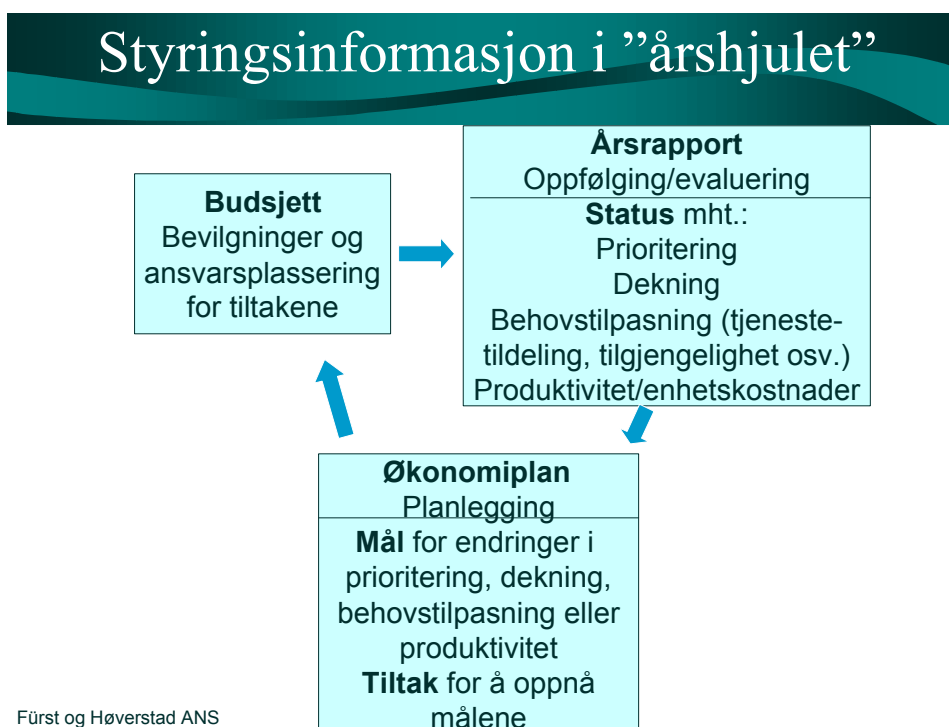 Styringsinformasjon i ”årshjulet”
Budsjett
Bevilgninger og
ansvarsplassering
for tiltakene
Årsrapport
Oppfølging/evaluering
Status mht.:
Prioritering
Dekning
Behovstilpasning (tjeneste-
tildeling, tilgjengelighet osv.)
Produktivitet/enhetskostnader
Økonomiplan
Planlegging
Mål for endringer i
prioritering, dekning,
behovstilpasning eller
produktivitet
Tiltak for å oppnå
målene
Fürst og Høverstad ANS